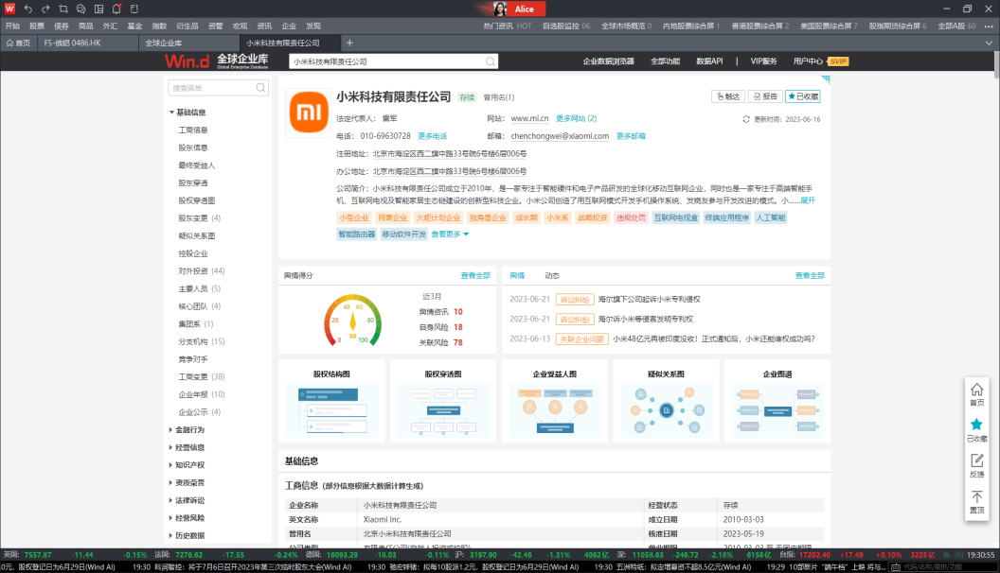 W Alice
开始 股票 债券 商品 外汇 基金 指数 衍生品 资管 宏观 资讯 企业 发现 热门资讯 HOT 自选股监控 06 全球市场概览 0 内地股票综合屏 1 香港股票综合屏 2 美国股票综合屏 7 股指期货综合屏 6 全部A股 60
首页 F5-俄铝 0486.HK 全球企业库 小米科技有限责任公司
Win.d 全球企业库 Global Enterprise Database 小米科技有限责任公司 企业数据浏览器 全部功能 数据API | VIP服务 用户中心 SVIP
搜索菜单
基础信息
工商信息
股东信息
最终受益人
股东穿透
股权穿透图
股东变更 (4)
疑似关系图
控股企业
对外投资 (44)
主要人员 (5)
核心团队 (4)
集团系 (1)
分支机构 (15)
竞争对手
工商变更 (38)
企业年报 (10)
企业公示 (4)
金融行为
经营信息
知识产权
资质荣誉
法律诉讼
经营风险
历史数据
小米科技有限责任公司 存续 曾用名(1) 触达 报告 已收藏
法定代表人： 雷军 网站： www.mi.cn 更多网站 (2) 更新时间：2023-06-16
电话： 010-69630728 更多电话 邮箱： chenchongwei@xiaomi.com 更多邮箱
注册地址： 北京市海淀区西二旗中路33号院6号楼6层006号
办公地址： 北京市海淀区西二旗中路33号院6号楼6层006号
公司简介：小米科技有限责任公司成立于2010年，是一家专注于智能硬件和电子产品研发的全球化移动互联网企业，同时也是一家专注于高端智能手
机、互联网电视及智能家居生态链建设的创新型科技企业。小米公司创造了用互联网模式开发手机操作系统、发烧友参与开发改进的模式。小......展开
小型企业 民营企业 火炬计划企业 独角兽企业 成长期 小米系 战略投资 违规处罚 互联网电视盒 终端应用程序 人工智能
智能路由器 移动软件开发 查看更多
舆情得分 查看全部
20 40 60 80 0 100
近3月
舆情资讯 10
自身风险 18
关联风险 78
舆情 动态 查看全部
2023-06-21 诉讼纠纷 海尔旗下公司起诉小米专利侵权
2023-06-21 诉讼纠纷 海尔诉小米等侵害发明专利权
2023-06-13 关联企业问题 小米48亿元再被印度没收！正式通知后，小米还能维权成功吗？
股权结构图 股权穿透图 企业受益人图 疑似关系图 企业图谱
首页
已收藏
反馈
置顶
基础信息
工商信息 (部分信息根据大数据计算生成)
企业名称 小米科技有限责任公司 经营状态 存续
英文名称 Xiaomi Inc. 成立日期 2010-03-03
曾用名 北京小米科技有限责任公司 核准日期 2023-05-19
英国: 7557.87 -11.44 -0.15% 法国: 7276.62 -17.55 -0.24% 德国: 16093.29 -18.03 -0.11% 沪: 3197.90 -42.46 -1.31% 4062亿 深: 11058.63 -246.72 -2.18% 6156亿 台指: 17202.40 +17.49 +0.10% 3225亿 19:30:55
0元，股权登记日为6月29日(Wind AI) 19:30 科润智控：将于7月6日召开2023年第三次临时股东大会(Wind AI) 19:30 驰宏锌锗：拟每10股派1.2元，股权登记日为6月29日(Wind AI) 19:30 五洲特纸：拟定增募资不超8.5亿元(Wind AI) 19:29 10部新片“端午档”上映 将与...